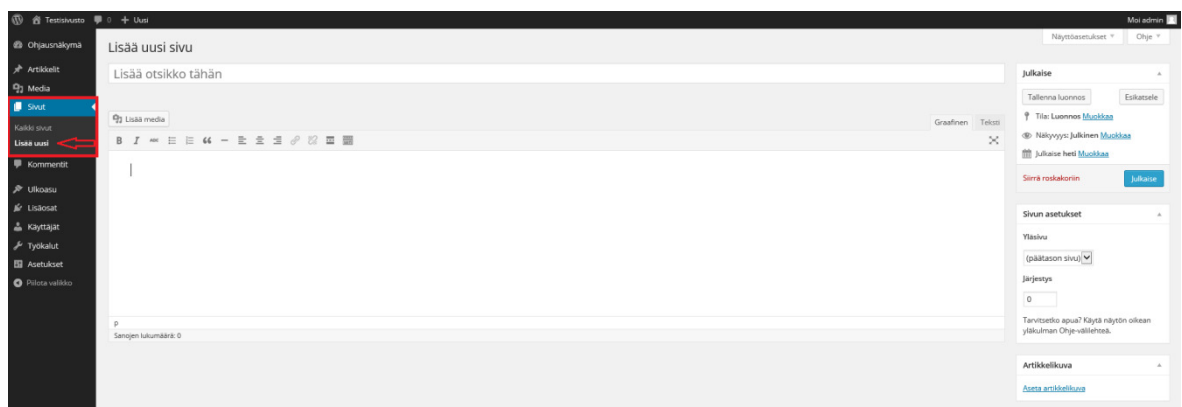 Testisivusto 0 + Uusi Moi admin
Ohjausnäkymä
Artikkelit
Media
Sivut
Kaikki sivut
Lisää uusi
Kommentit
Ulkoasu
Lisäosat
Käyttäjät
Työkalut
Asetukset
Piilota valikko
Näyttöasetukset Ohje
Lisää uusi sivu
Lisää otsikko tähän
Lisää media
Graafinen Teksti
B I ABC
p
Sanojen lukumäärä: 0
Julkaise
Tallenna luonnos Esikatsele
Tila: Luonnos Muokkaa
Näkyvyys: Julkinen Muokkaa
Julkaise heti Muokkaa
Siirrä roskakoriin Julkaise
Sivun asetukset
Yläsivu
(päätason sivu)
Järjestys
0
Tarvitsetko apua? Käytä näytön oikean
yläkulman Ohje-välilehteä.
Artikkelikuva
Aseta artikkelikuva